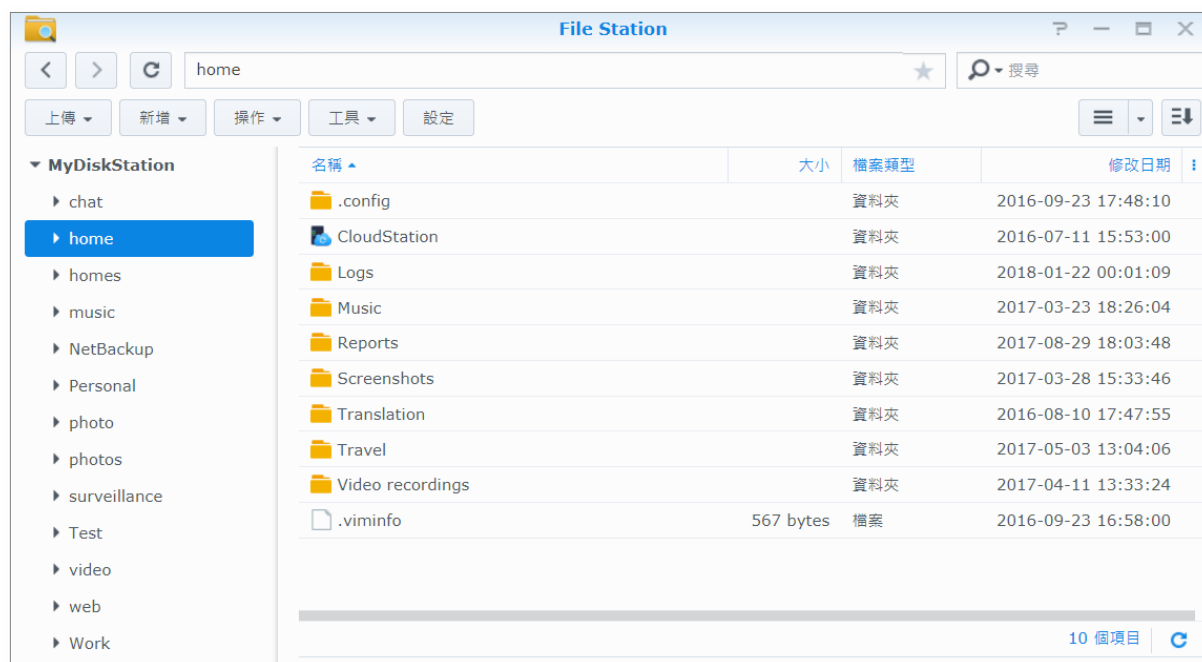 File Station
home
搜尋
上傳 新增 操作 工具 設定
MyDiskStation
chat
home
homes
music
NetBackup
Personal
photo
photos
surveillance
Test
video
web
Work
名稱 大小 檔案類型 修改日期
.config 資料夾 2016-09-23 17:48:10
CloudStation 資料夾 2016-07-11 15:53:00
Logs 資料夾 2018-01-22 00:01:09
Music 資料夾 2017-03-23 18:26:04
Reports 資料夾 2017-08-29 18:03:48
Screenshots 資料夾 2017-03-28 15:33:46
Translation 資料夾 2016-08-10 17:47:55
Travel 資料夾 2017-05-03 13:04:06
Video recordings 資料夾 2017-04-11 13:33:24
.viminfo 567 bytes 檔案 2016-09-23 16:58:00
10 個項目